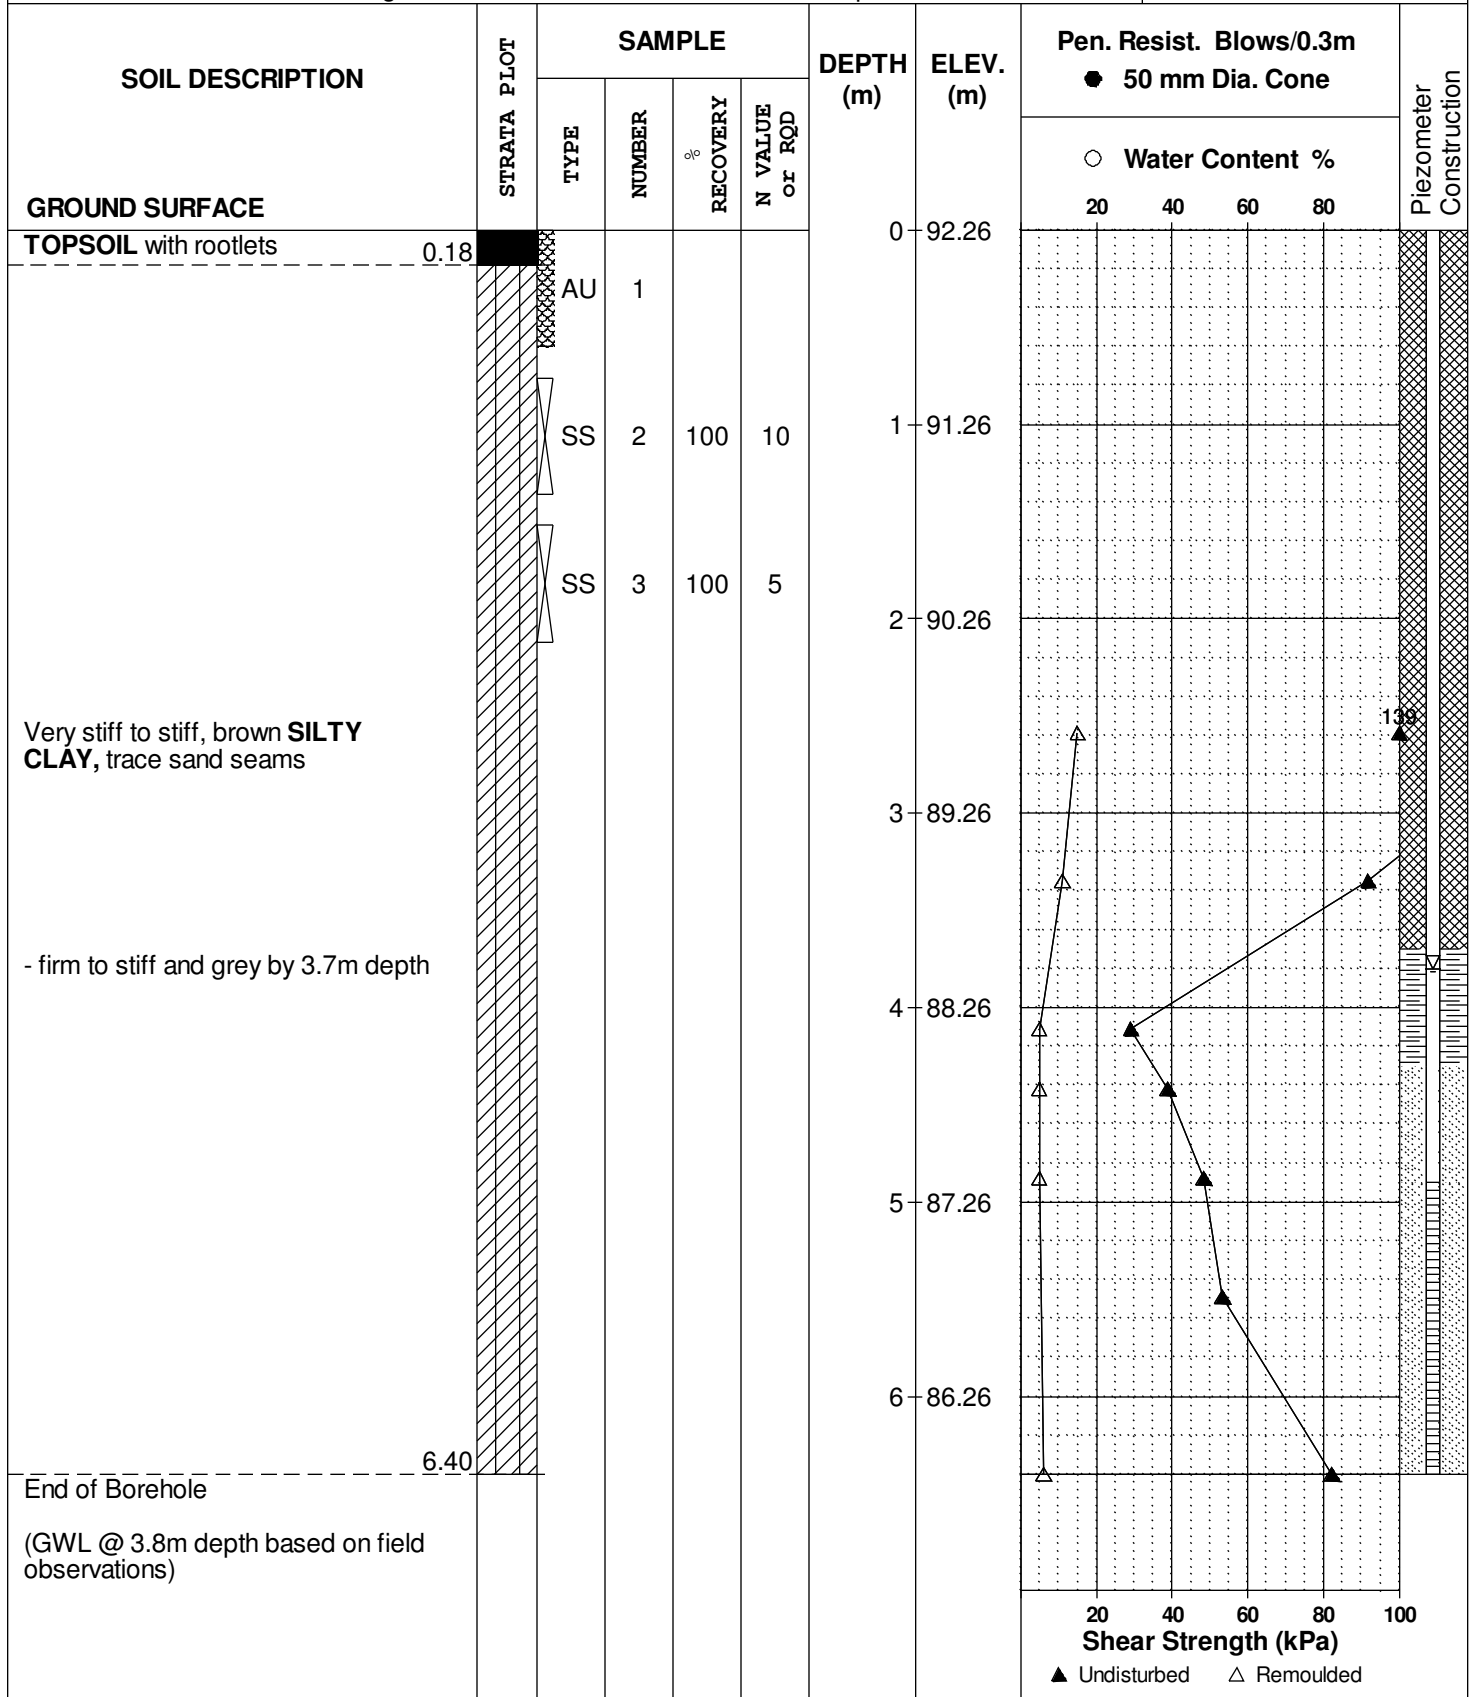 SOIL DESCRIPTION
GROUND SURFACE
STRATA PLOT
SAMPLE
TYPE
NUMBER
%
RECOVERY
N VALUE
or RQD
DEPTH
(m)
ELEV.
(m)
Pen. Resist. Blows/0.3m
● 50 mm Dia. Cone
○ Water Content %
20 40 60 80
Piezometer
Construction
TOPSOIL with rootlets 0.18
0 92.26
AU 1
SS 2 100 10
1 91.26
SS 3 100 5
2 90.26
139
Very stiff to stiff, brown SILTY
CLAY, trace sand seams
3 89.26
- firm to stiff and grey by 3.7m depth
4 88.26
5 87.26
6 86.26
6.40
End of Borehole
(GWL @ 3.8m depth based on field
observations)
20 40 60 80 100
Shear Strength (kPa)
▲ Undisturbed △ Remoulded